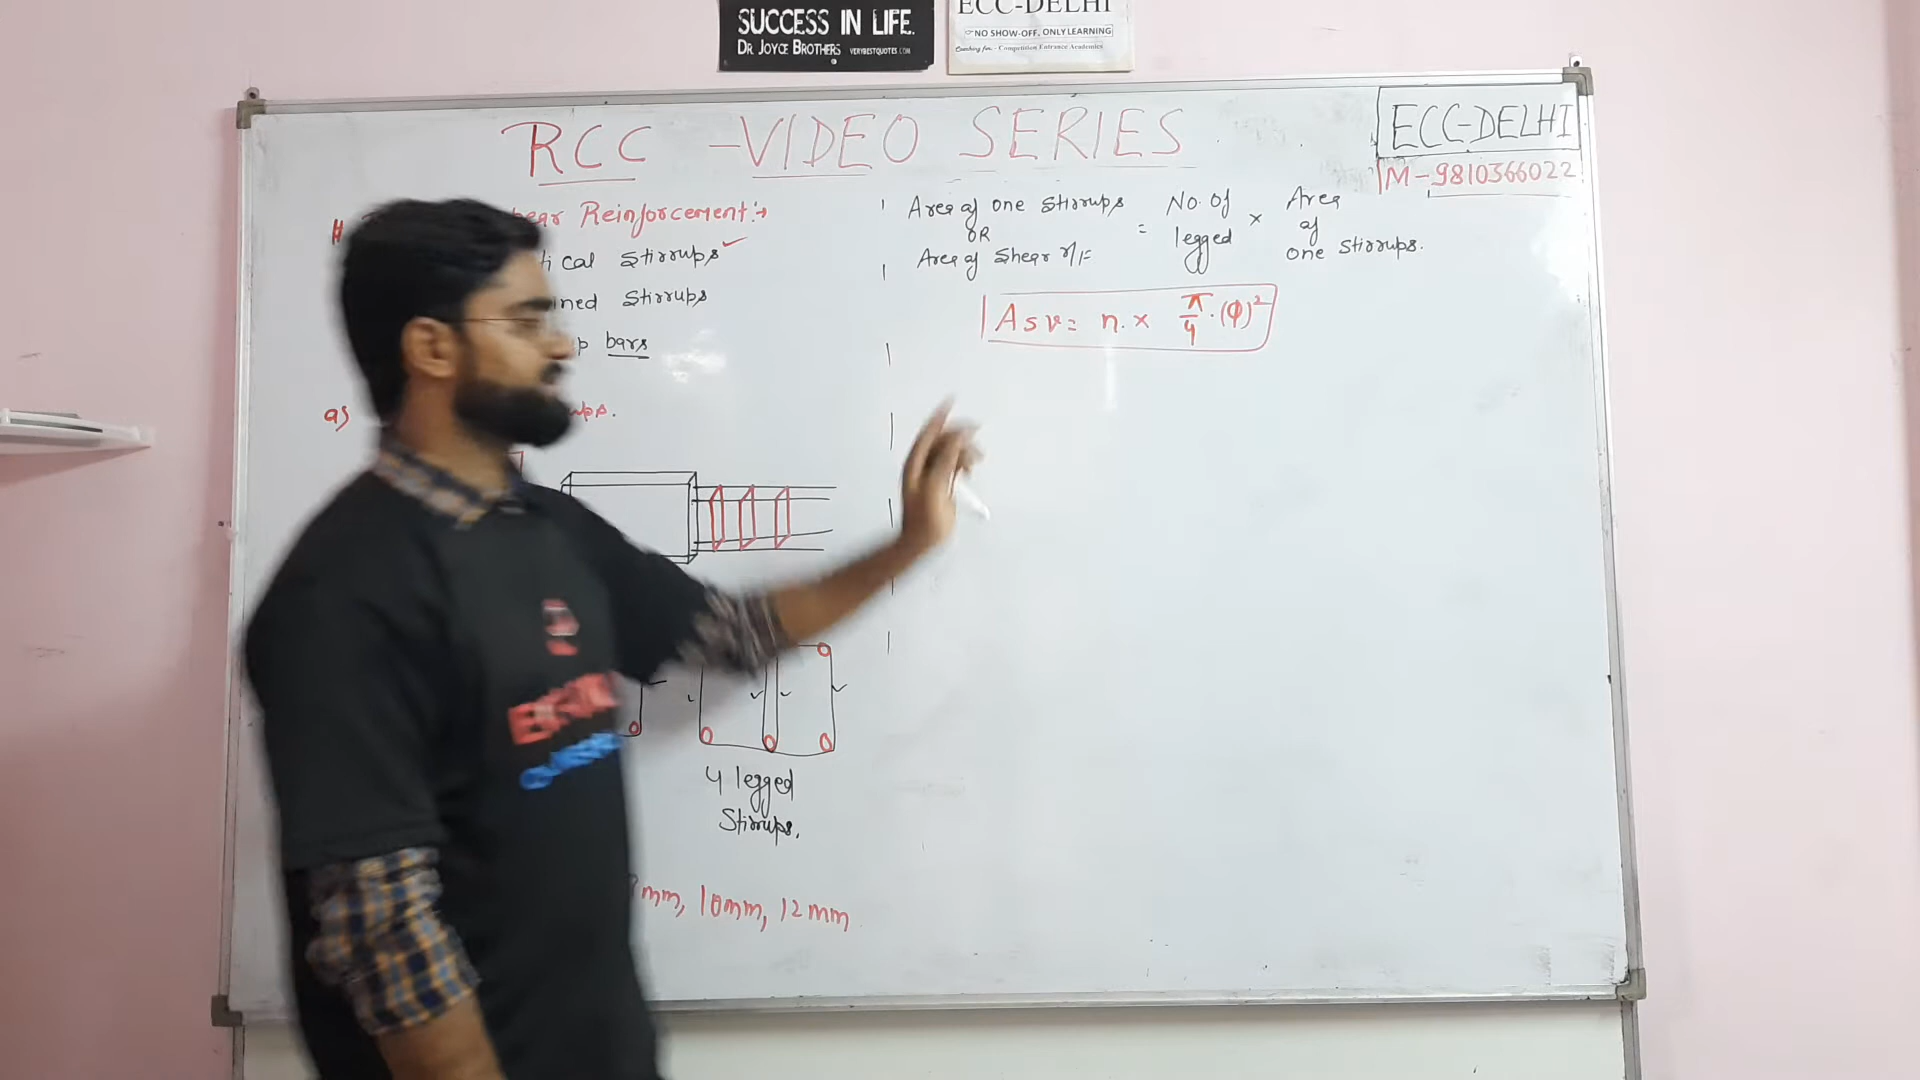 SUCCESS IN LIFE.
DR. JOYCE BROTHERS VERYBESTQUOTES.COM
ECC-DELHI
NO SHOW-OFF, ONLY LEARNING
Coaching for:- Competition Entrance Academics
RCC - VIDEO SERIES
ECC-DELHI
M-9810366022
# ear Reinforcement:→
tical Stirrups ✓
ined Stirrups
p bars
as ups.
4 legged
Stirrups.
mm, 10mm, 12mm
Area of one Stirrups
OR
Area of Shear r/f
= No. Of legged × Area of one Stirrups.
Asv = n. × π/4 . (ϕ)²